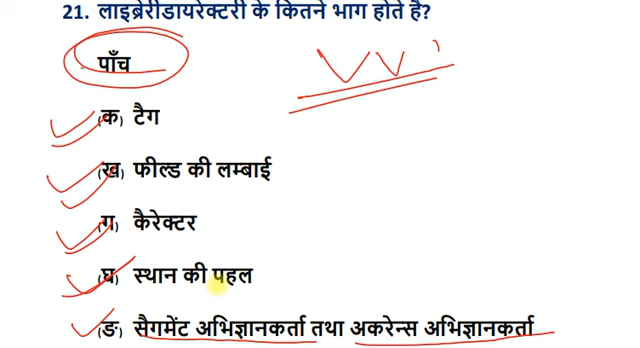 21. लाइब्रेरीडायरेक्टरी के कितने भाग होते है?
पाँच
(क) टैग
(ख) फील्ड की लम्बाई
(ग) कैरेक्टर
(घ) स्थान की पहल
(ङ) सैगमेंट अभिज्ञानकर्ता तथा अकरेन्स अभिज्ञानकर्ता